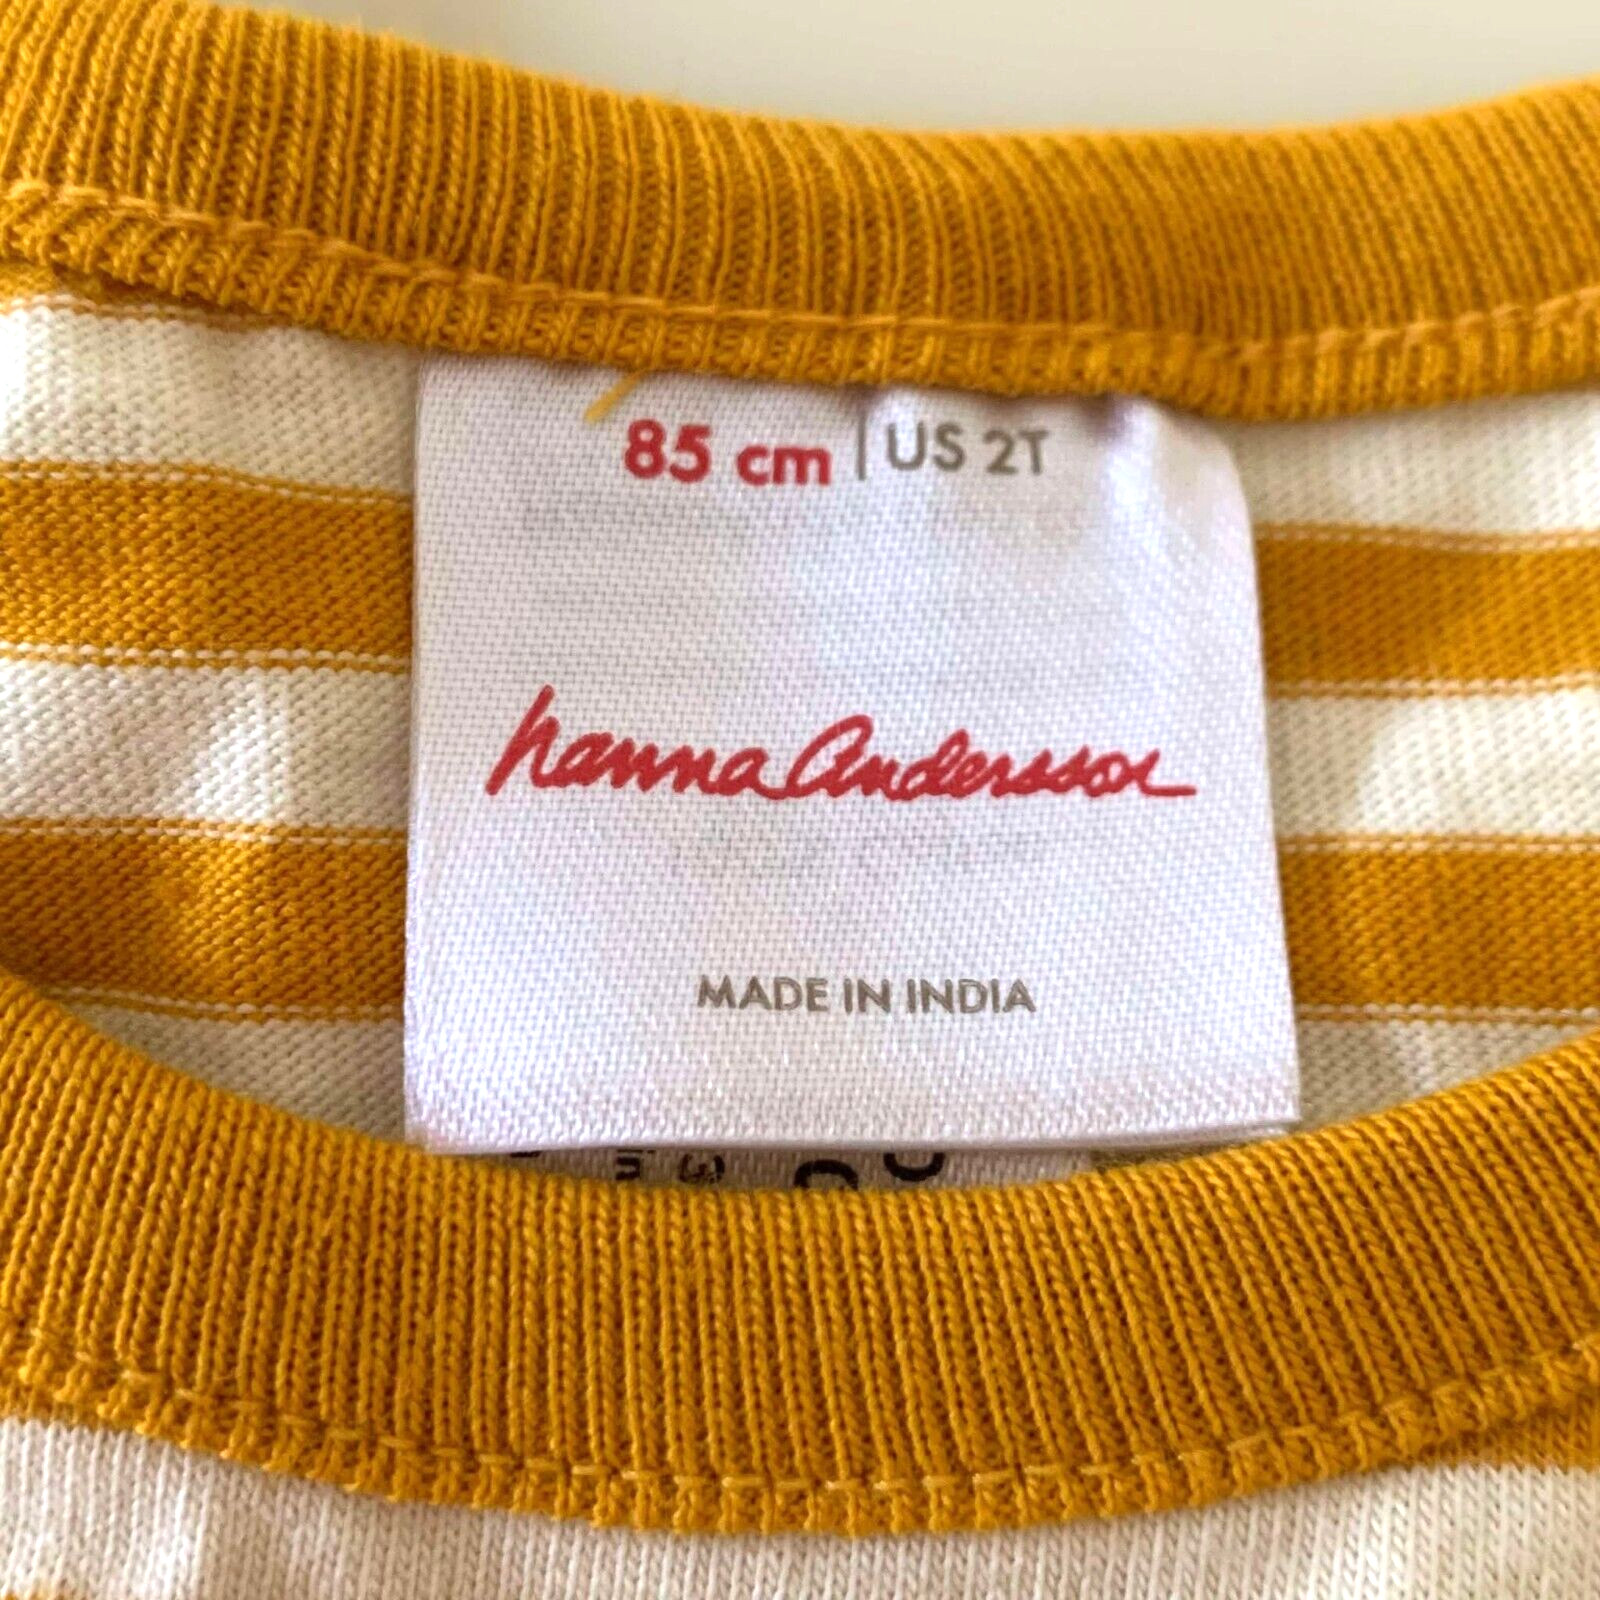 85 cm | US 2T
hanna Andersson
MADE IN INDIA